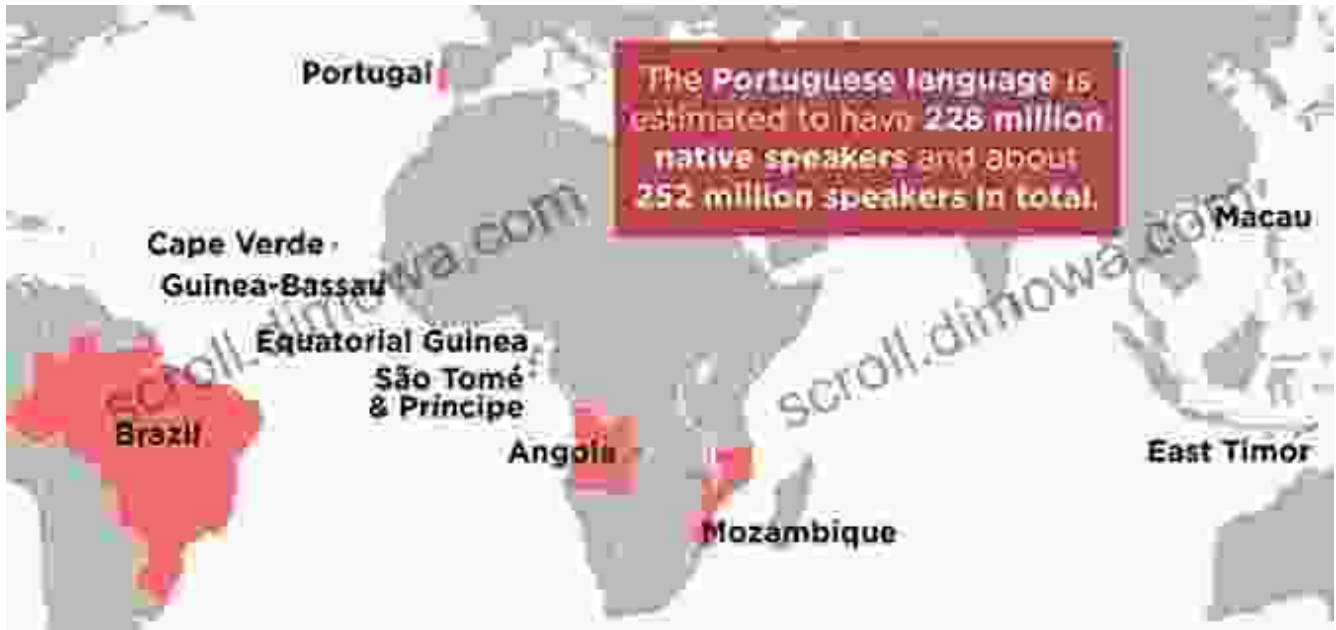 Portugal
The Portuguese language is
estimated to have 228 million
native speakers and about
252 million speakers in total.
Macau
Cape Verde
Guinea-Bassau
Equatorial Guinea
São Tomé
& Príncipe
Brazil
Angola
East Timor
Mozambique
scroll.dimowa.com
scroll.dimowa.com